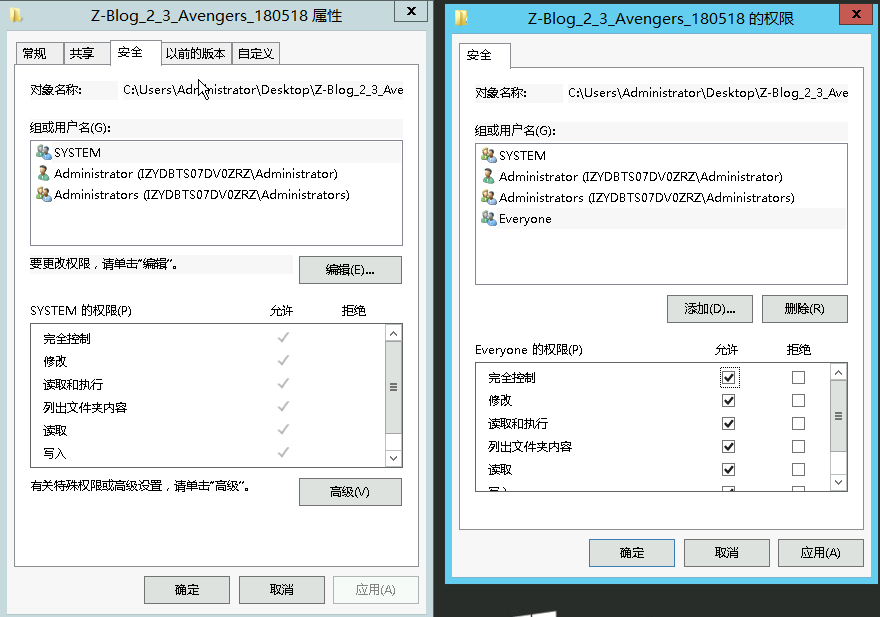 Z-Blog_2_3_Avengers_180518 属性
常规 共享 安全 以前的版本 自定义
对象名称: C:\Users\Administrator\Desktop\Z-Blog_2_3_Ave
组或用户名(G):
SYSTEM
Administrator (IZYDBTS07DV0ZRZ\Administrator)
Administrators (IZYDBTS07DV0ZRZ\Administrators)
要更改权限，请单击"编辑"。
编辑(E)...
SYSTEM 的权限(P) 允许 拒绝
完全控制
修改
读取和执行
列出文件夹内容
读取
写入
有关特殊权限或高级设置，请单击"高级"。
高级(V)
确定 取消 应用(A)
Z-Blog_2_3_Avengers_180518 的权限
安全
对象名称: C:\Users\Administrator\Desktop\Z-Blog_2_3_Ave
组或用户名(G):
SYSTEM
Administrator (IZYDBTS07DV0ZRZ\Administrator)
Administrators (IZYDBTS07DV0ZRZ\Administrators)
Everyone
添加(D)... 删除(R)
Everyone 的权限(P) 允许 拒绝
完全控制
修改
读取和执行
列出文件夹内容
读取
确定 取消 应用(A)